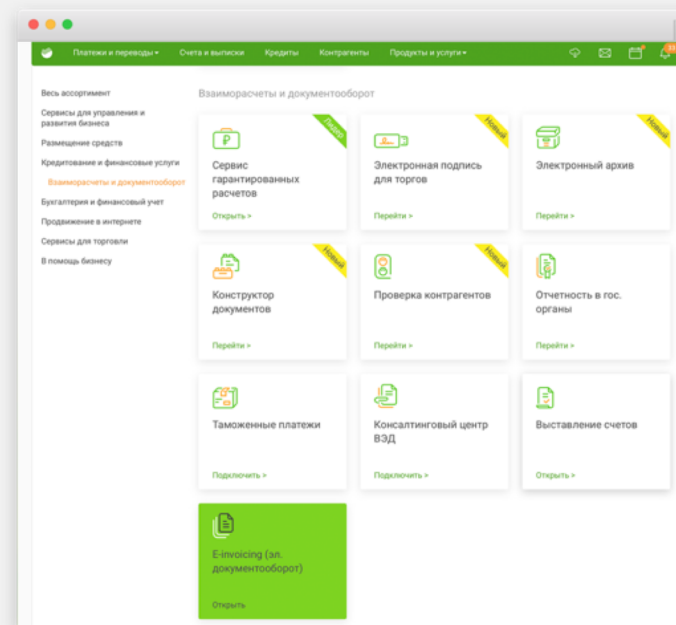 Платежи и переводы Счета и выписки Кредиты Контрагенты Продукты и услуги
Весь ассортимент
Сервисы для управления и
развития бизнеса
Размещение средств
Кредитование и финансовые услуги
Взаиморасчеты и документооборот
Бухгалтерия и финансовый учет
Продвижение в интернете
Сервисы для торговли
В помощь бизнесу
Взаиморасчеты и документооборот
Лидер
Сервис
гарантированных
расчетов
Открыть >
Новый
Электронная подпись
для торгов
Перейти >
Новый
Электронный архив
Перейти >
Новый
Конструктор
документов
Перейти >
Новый
Проверка контрагентов
Перейти >
Отчетность в гос.
органы
Перейти >
Таможенные платежи
Подключить >
Консалтинговый центр
ВЭД
Подключить >
Выставление счетов
Открыть >
E-invoicing (эл.
документооборот)
Открыть